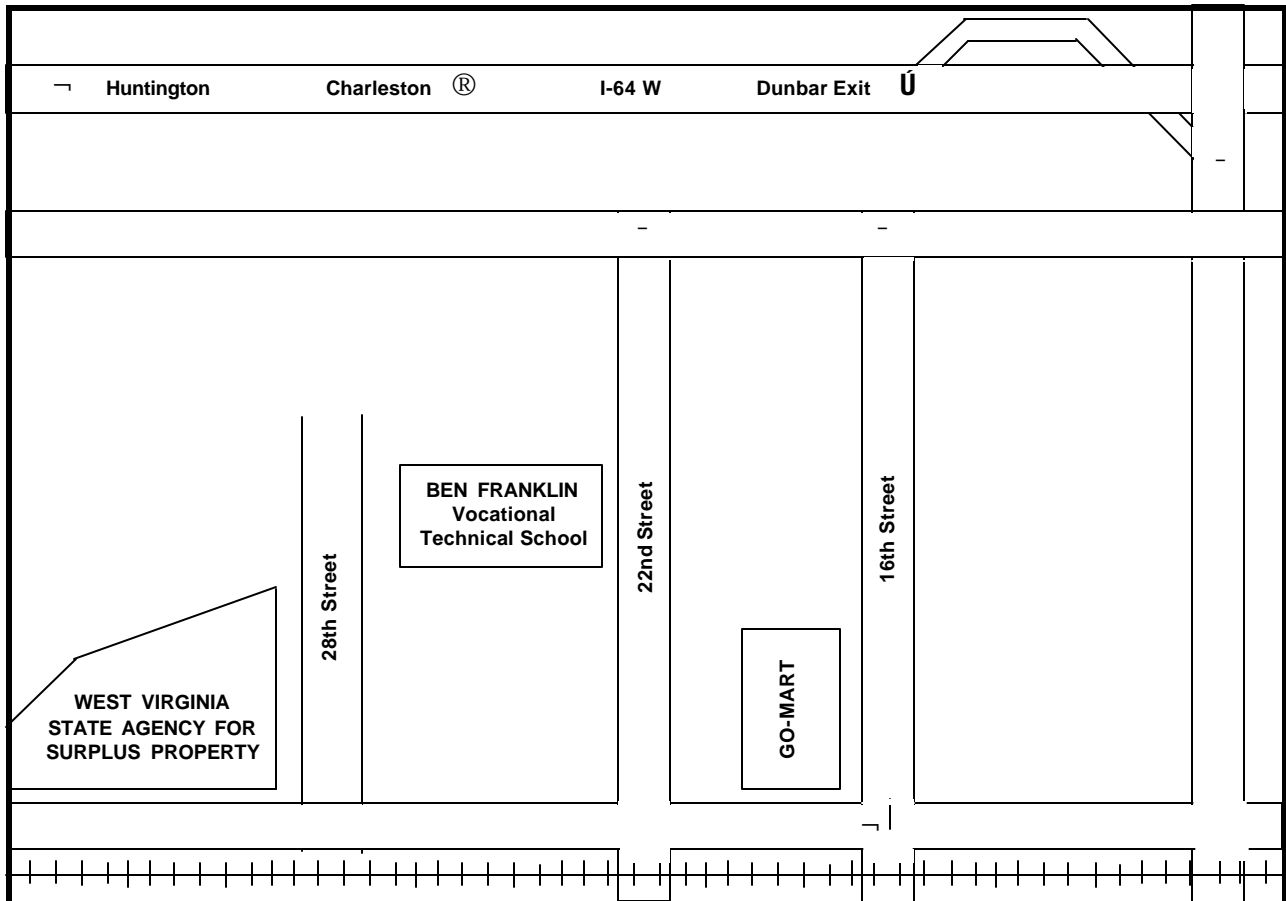 ¬ Huntington Charleston ® I-64 W Dunbar Exit Ú
BEN FRANKLIN
Vocational
Technical School
28th Street
22nd Street
16th Street
WEST VIRGINIA
STATE AGENCY FOR
SURPLUS PROPERTY
GO-MART